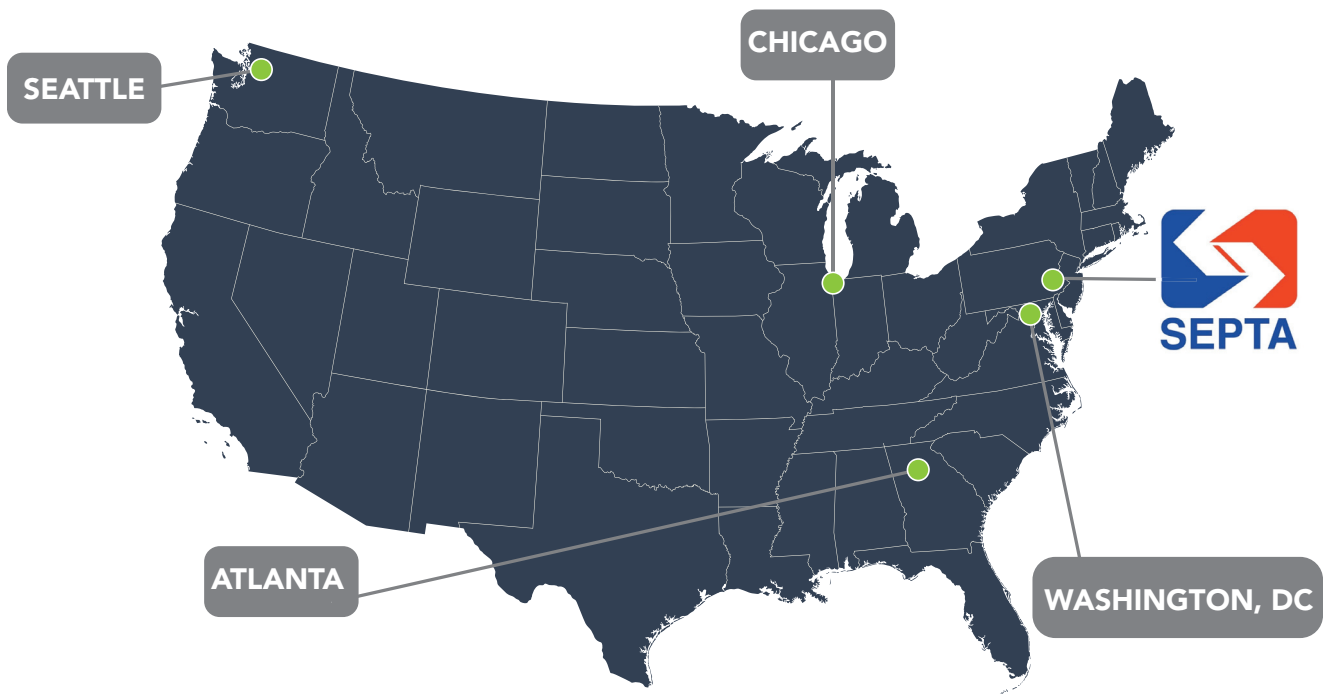 CHICAGO
SEATTLE
SEPTA
ATLANTA
WASHINGTON, DC